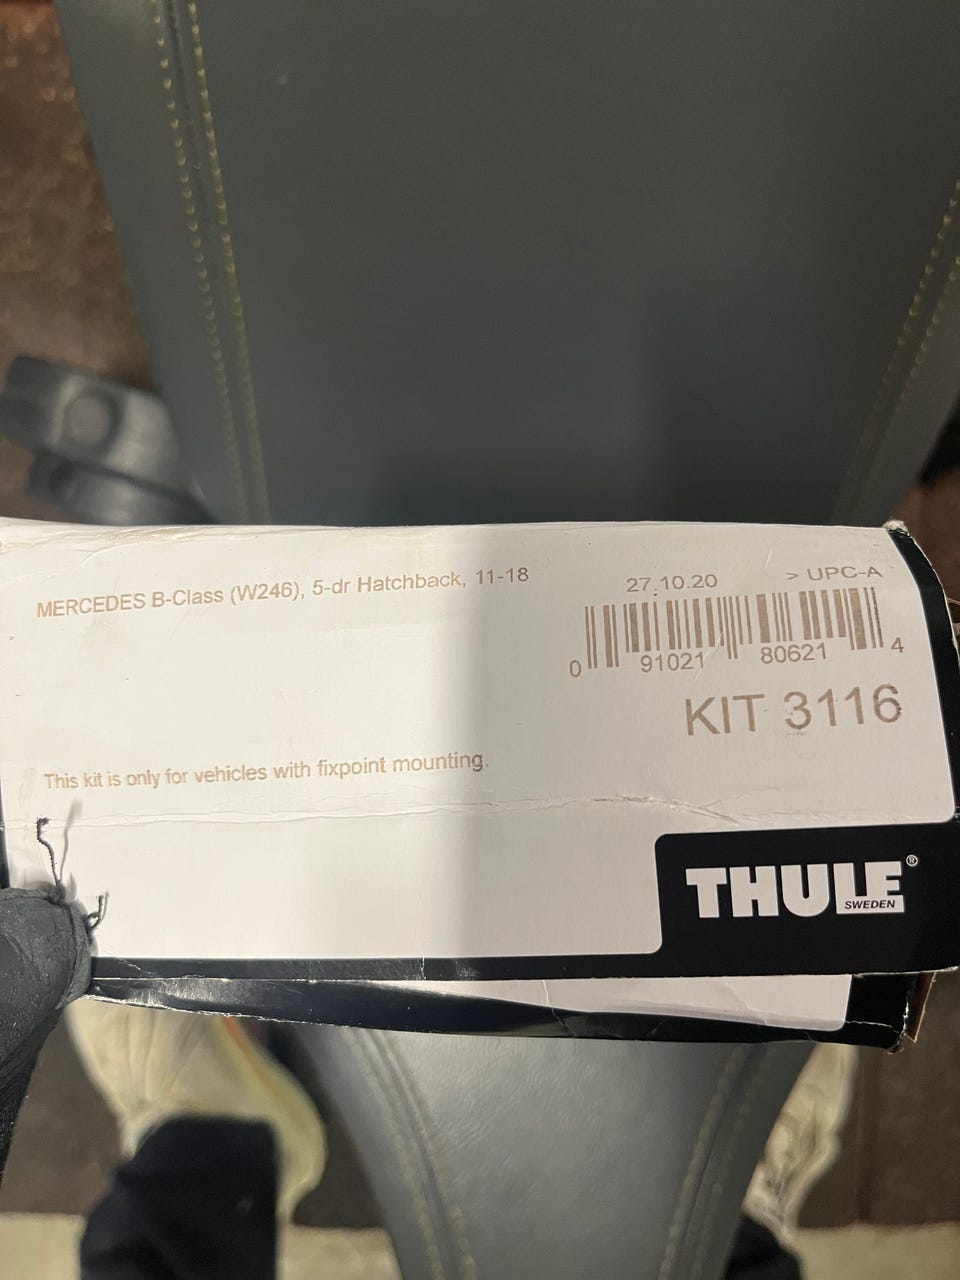 MERCEDES B-Class (W246), 5-dr Hatchback, 11-18
27.10.20 > UPC-A
0 91021 80621 4
KIT 3116
This kit is only for vehicles with fixpoint mounting.
THULE®
SWEDEN